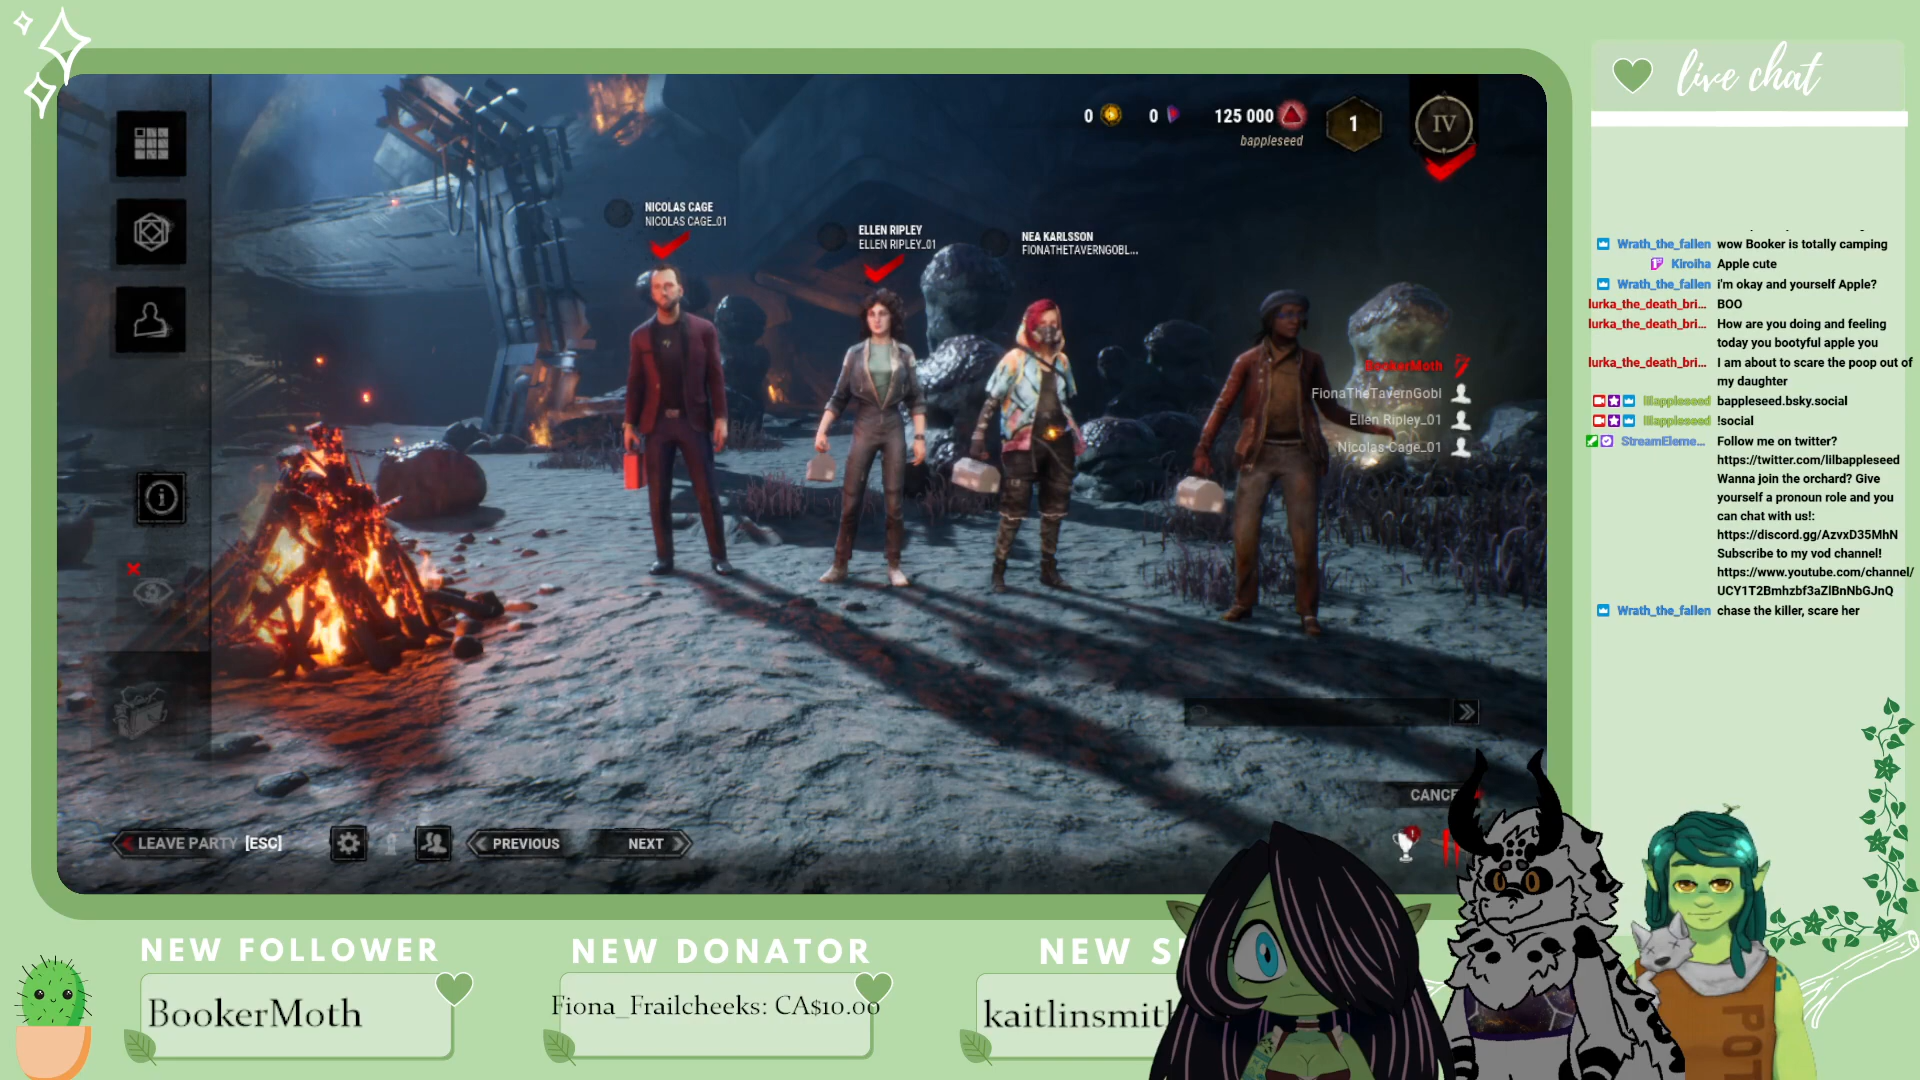 live chat
0
0
125 000
bappleseed
1
IV
NICOLAS CAGE
NICOLAS CAGE_01
ELLEN RIPLEY
ELLEN RIPLEY_01
NEA KARLSSON
FIONATHETAVERNGOBL...
BookerMoth
FionaTheTavernGobl
Ellen Ripley_01
Nicolas Cage_01
LEAVE PARTY [ESC]
PREVIOUS
NEXT
CANCE
Wrath_the_fallen wow Booker is totally camping
Kiroiha Apple cute
Wrath_the_fallen i'm okay and yourself Apple?
lurka_the_death_bri... BOO
lurka_the_death_bri... How are you doing and feeling
today you bootyful apple you
lurka_the_death_bri... I am about to scare the poop out of
my daughter
lilbappleseed bappleseed.bsky.social
lilbappleseed !social
StreamEleme... Follow me on twitter?
https://twitter.com/lilbappleseed
Wanna join the orchard? Give
yourself a pronoun role and you
can chat with us!:
https://discord.gg/AzvxD35MhN
Subscribe to my vod channel!
https://www.youtube.com/channel/
UCY1T2Bmhzbf3aZlBnNbGJnQ
Wrath_the_fallen chase the killer, scare her
NEW FOLLOWER
BookerMoth
NEW DONATOR
Fiona_Frailcheeks: CA$10.00
NEW S
kaitlinsmith
POT